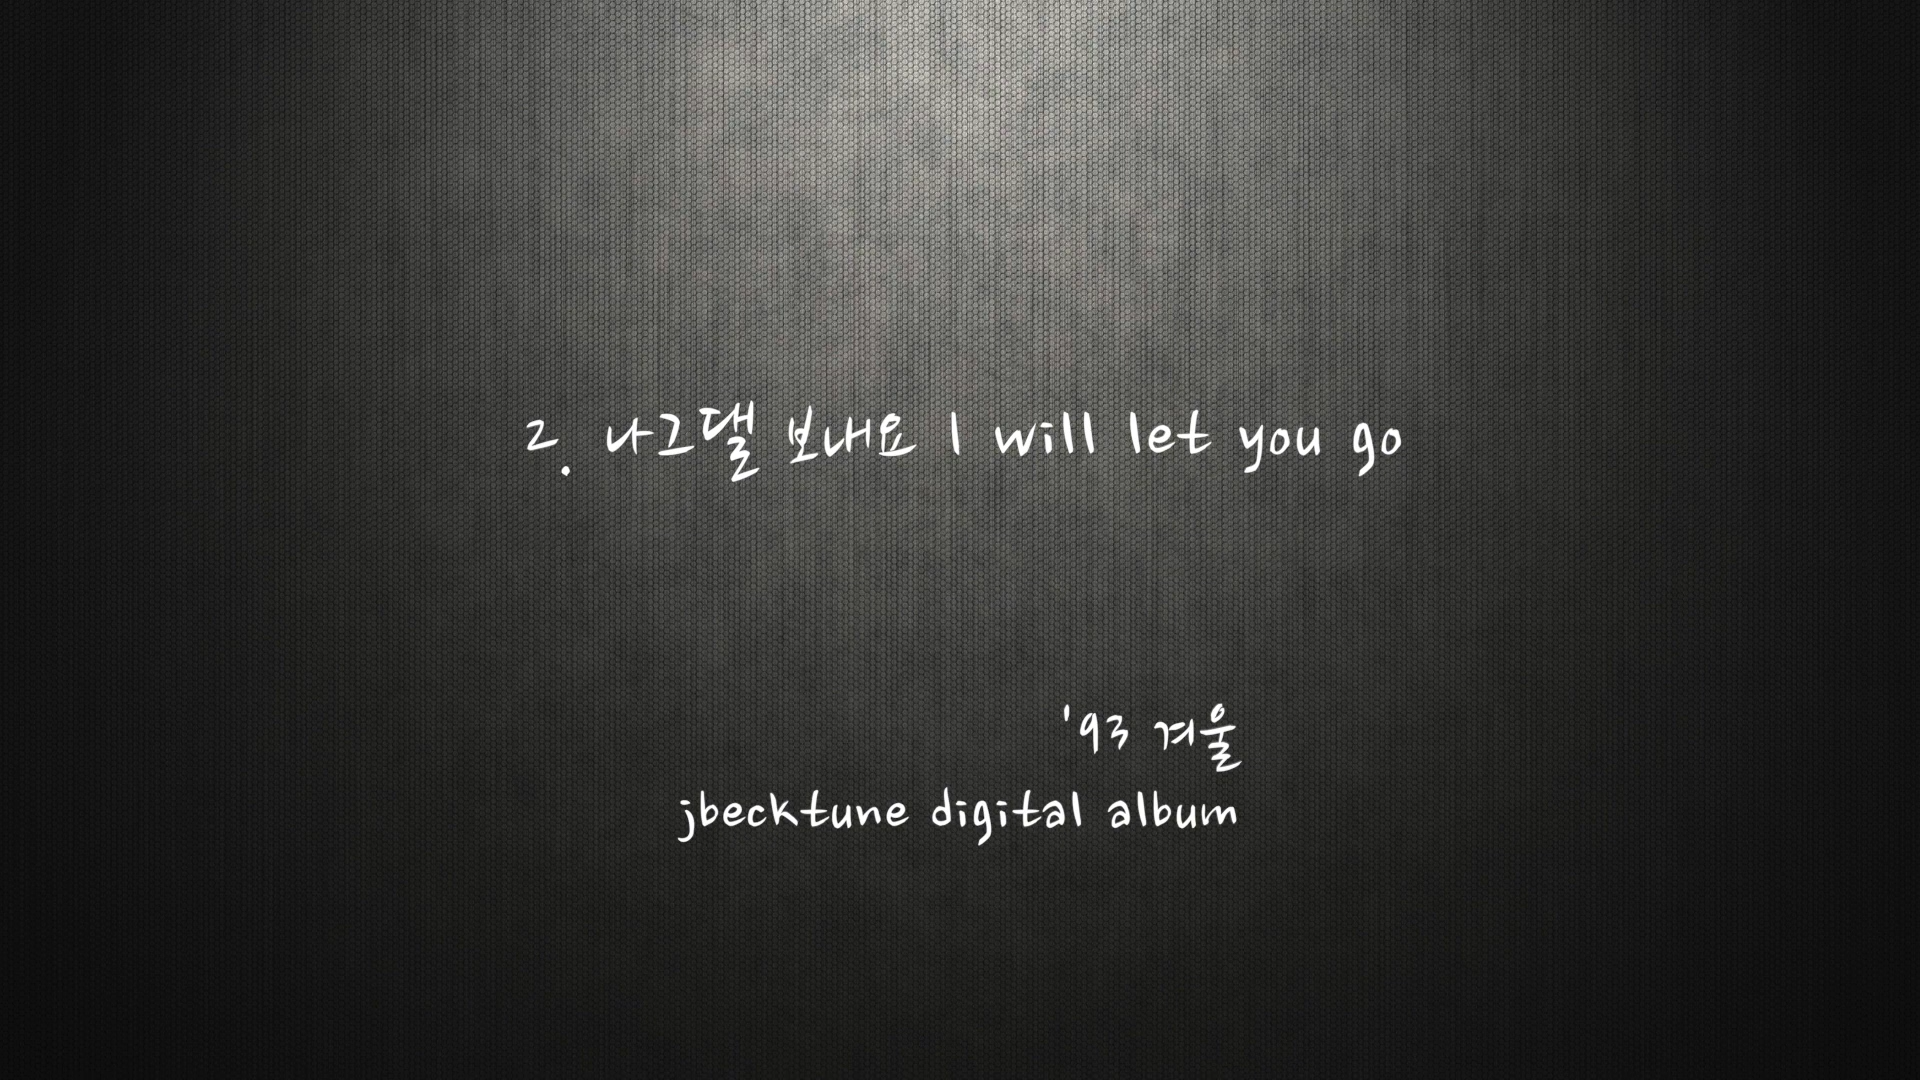 2. 나그댈 보내요 I will let you go
'93 겨울
jbecktune digital album